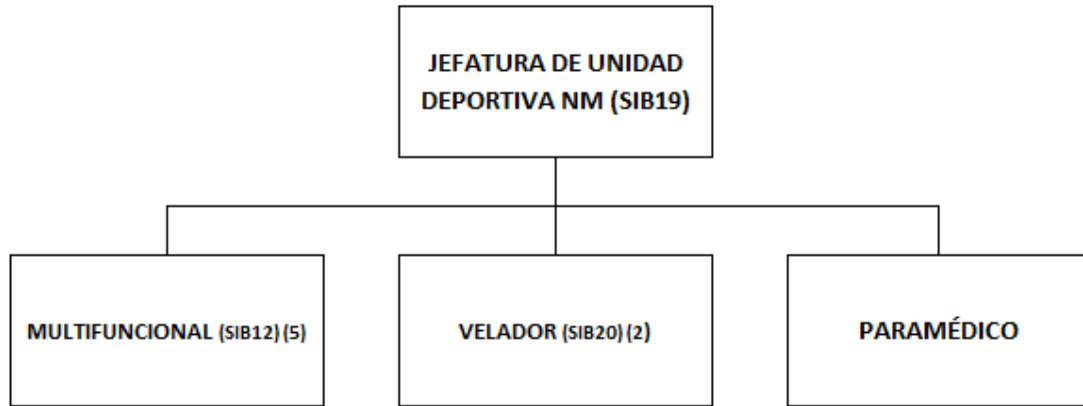 JEFATURA DE UNIDAD
DEPORTIVA NM (SIB19)
MULTIFUNCIONAL (SIB12) (5)
VELADOR (SIB20) (2)
PARAMÉDICO